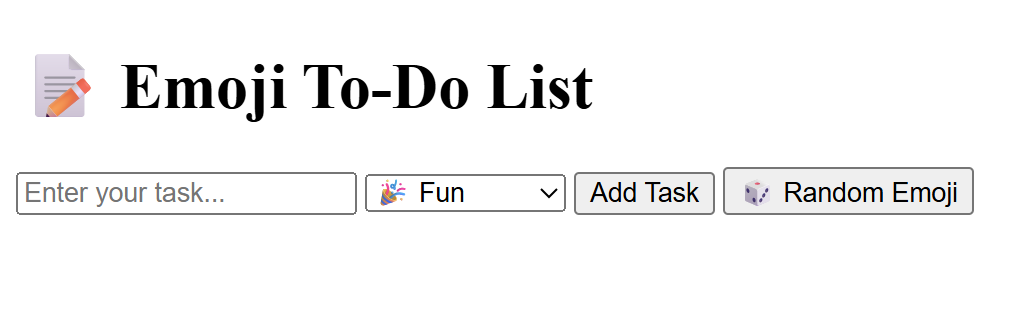 📝 Emoji To-Do List
Enter your task... 🎉 Fun Add Task 🎲 Random Emoji